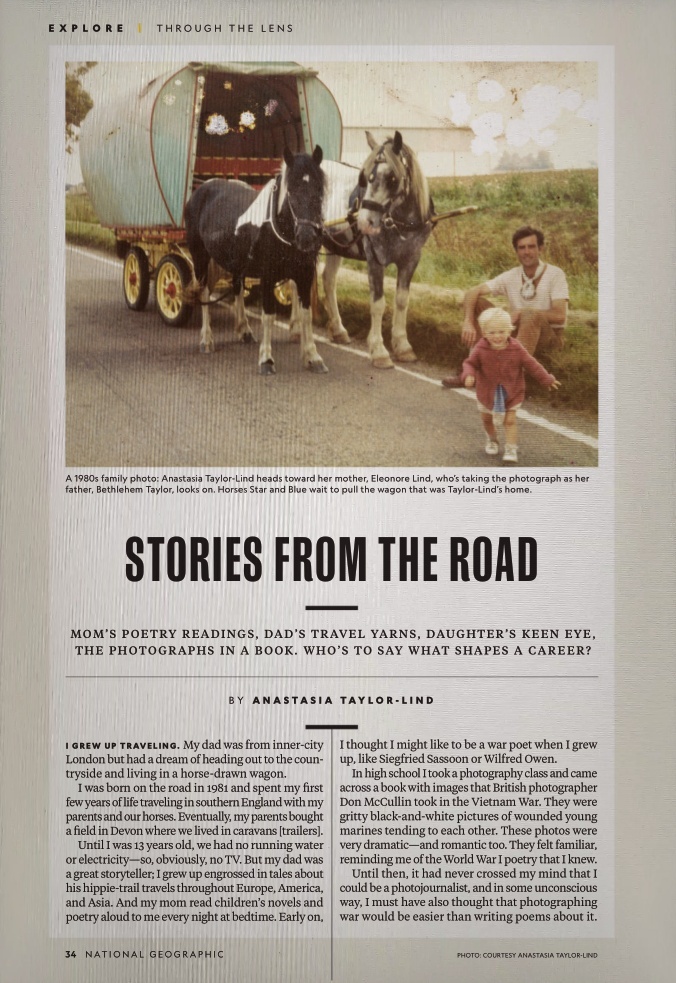 EXPLORE | THROUGH THE LENS
A 1980s family photo: Anastasia Taylor-Lind heads toward her mother, Eleonore Lind, who's taking the photograph as her
father, Bethlehem Taylor, looks on. Horses Star and Blue wait to pull the wagon that was Taylor-Lind's home.
STORIES FROM THE ROAD
MOM'S POETRY READINGS, DAD'S TRAVEL YARNS, DAUGHTER'S KEEN EYE,
THE PHOTOGRAPHS IN A BOOK. WHO'S TO SAY WHAT SHAPES A CAREER?
BY ANASTASIA TAYLOR-LIND
I GREW UP TRAVELING. My dad was from inner-city
London but had a dream of heading out to the coun-
tryside and living in a horse-drawn wagon.
I was born on the road in 1981 and spent my first
few years of life traveling in southern England with my
parents and our horses. Eventually, my parents bought
a field in Devon where we lived in caravans [trailers].
Until I was 13 years old, we had no running water
or electricity—so, obviously, no TV. But my dad was
a great storyteller; I grew up engrossed in tales about
his hippie-trail travels throughout Europe, America,
and Asia. And my mom read children's novels and
poetry aloud to me every night at bedtime. Early on,
I thought I might like to be a war poet when I grew
up, like Siegfried Sassoon or Wilfred Owen.
In high school I took a photography class and came
across a book with images that British photographer
Don McCullin took in the Vietnam War. They were
gritty black-and-white pictures of wounded young
marines tending to each other. These photos were
very dramatic—and romantic too. They felt familiar,
reminding me of the World War I poetry that I knew.
Until then, it had never crossed my mind that I
could be a photojournalist, and in some unconscious
way, I must have also thought that photographing
war would be easier than writing poems about it.
34 NATIONAL GEOGRAPHIC
PHOTO: COURTESY ANASTASIA TAYLOR-LIND